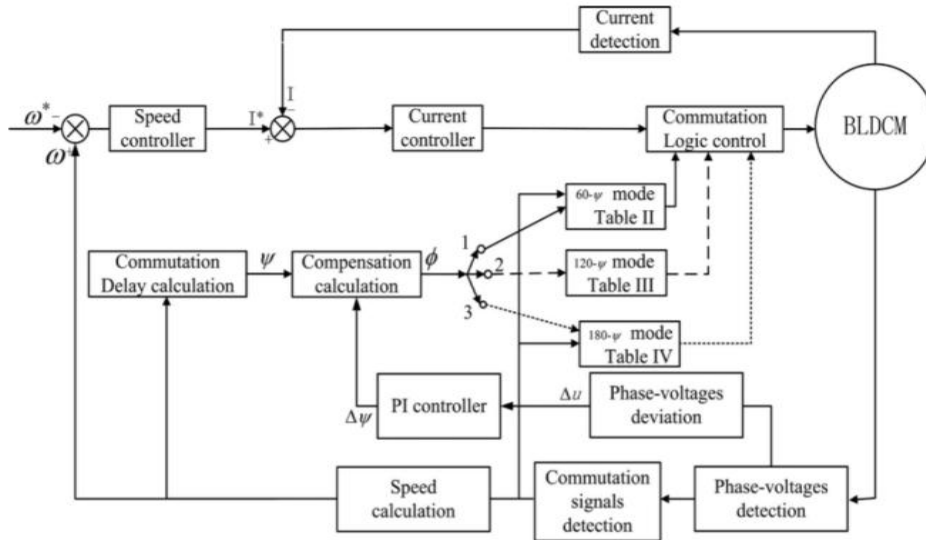 Current
detection
ω*
-
ω
+
Speed
controller
I*
I
-
+
Current
controller
Commutation
Logic control
BLDCM
60-ψ mode
Table II
Commutation
Delay calculation
ψ
Compensation
calculation
ϕ
1
2
3
120-ψ mode
Table III
180-ψ mode
Table IV
Δψ
PI controller
Δu
Phase-voltages
deviation
Speed
calculation
Commutation
signals
detection
Phase-voltages
detection